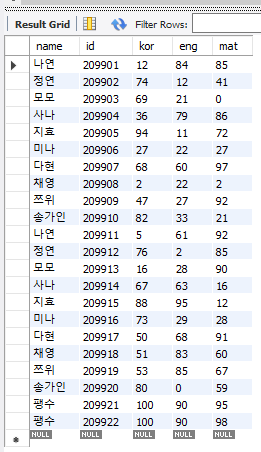 Result Grid Filter Rows:
name id kor eng mat
나연 209901 12 84 85
정연 209902 74 12 41
모모 209903 69 21 0
사나 209904 36 79 86
지효 209905 94 11 72
미나 209906 27 22 27
다현 209907 68 60 97
채영 209908 2 22 2
쯔위 209909 47 27 92
송가인 209910 82 33 21
나연 209911 5 61 92
정연 209912 76 2 85
모모 209913 16 28 90
사나 209914 67 63 16
지효 209915 88 95 12
미나 209916 73 29 28
다현 209917 50 68 91
채영 209918 51 83 60
쯔위 209919 53 85 67
송가인 209920 80 0 59
팽수 209921 100 90 95
팽수 209922 100 90 98
NULL NULL NULL NULL NULL